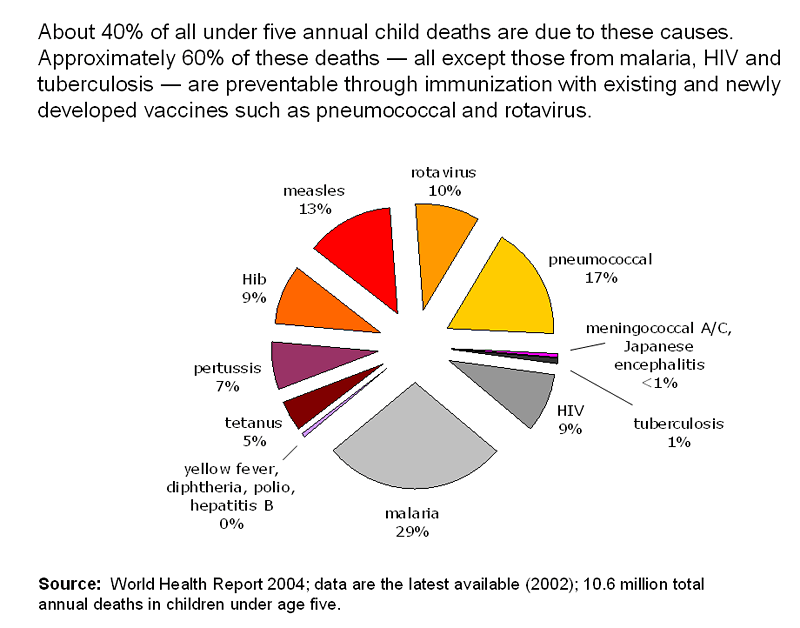 About 40% of all under five annual child deaths are due to these causes.
Approximately 60% of these deaths — all except those from malaria, HIV and
tuberculosis — are preventable through immunization with existing and newly
developed vaccines such as pneumococcal and rotavirus.
rotavirus
10%
measles
13%
pneumococcal
17%
Hib
9%
meningococcal A/C,
Japanese
encephalitis
<1%
pertussis
7%
HIV
9%
tuberculosis
1%
tetanus
5%
yellow fever,
diphtheria, polio,
hepatitis B
0%
malaria
29%
Source: World Health Report 2004; data are the latest available (2002); 10.6 million total
annual deaths in children under age five.